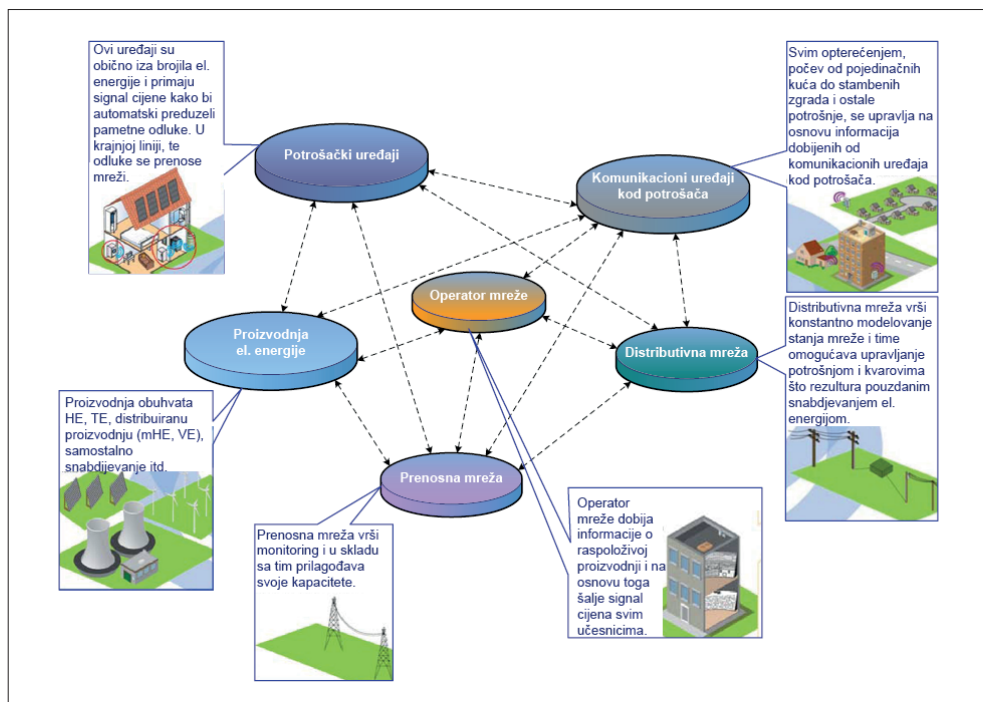 Ovi uređaji su
obično iza brojila el.
energije i primaju
signal cijene kako bi
automatski preduzeli
pametne odluke. U
krajnjoj liniji, te
odluke se prenose
mreži.
Potrošački uređaji
Komunikacioni uređaji
kod potrošača
Svim opterećenjem,
počev od pojedinačnih
kuća do stambenih
zgrada i ostale
potrošnje, se upravlja na
osnovu informacija
dobijenih od
komunikacionih uređaja
kod potrošača.
Operator mreže
Proizvodnja
el. energije
Distributivna mreža
Distributivna mreža vrši
konstantno modelovanje
stanja mreže i time
omogućava upravljanje
potrošnjom i kvarovima
što rezultura pouzdanim
snabdjevanjem el.
energijom.
Proizvodnja obuhvata
HE, TE, distribuiranu
proizvodnju (mHE, VE),
samostalno
snabdijevanje itd.
Prenosna mreža
Prenosna mreža vrši
monitoring i u skladu
sa tim prilagođava
svoje kapacitete.
Operator
mreže dobija
informacije o
raspoloživoj
proizvodnji i na
osnovu toga
šalje signal
cijena svim
učesnicima.